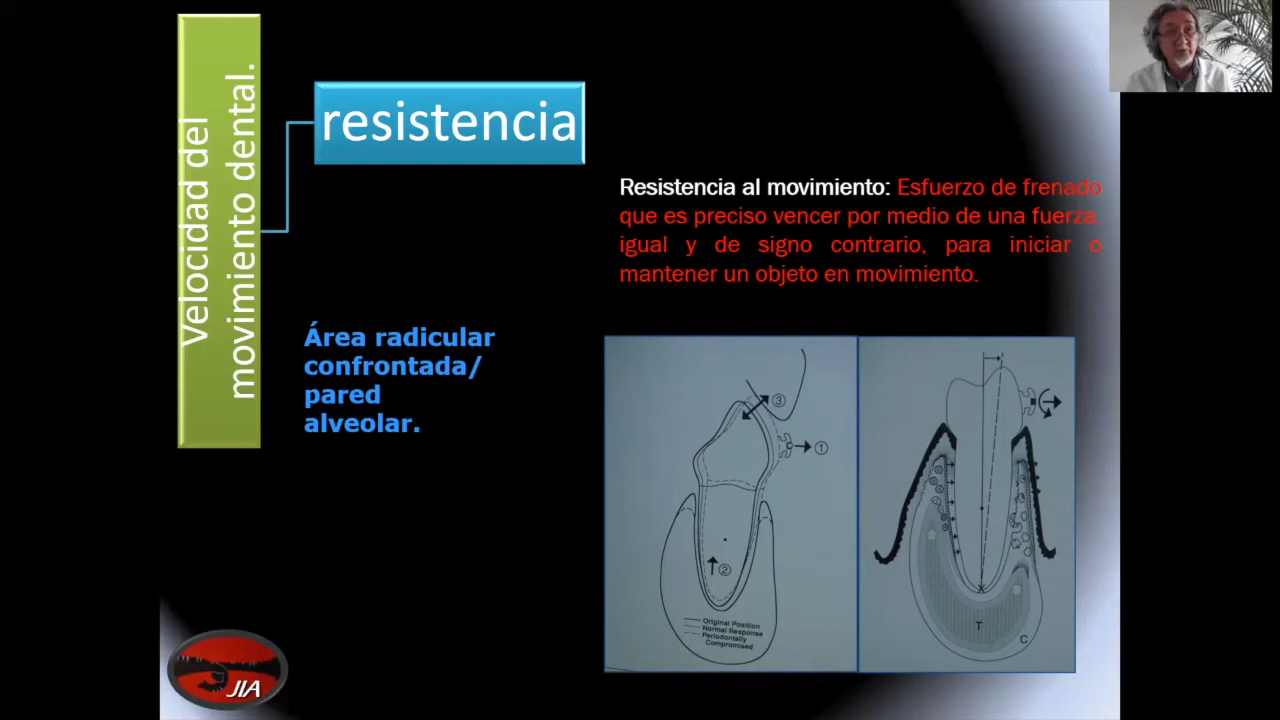 Velocidad del
movimiento dental.
resistencia
Resistencia al movimiento: Esfuerzo de frenado
que es preciso vencer por medio de una fuerza,
igual y de signo contrario, para iniciar o
mantener un objeto en movimiento.
Área radicular
confrontada/
pared
alveolar.
③
①
②
Original Position
Normal Response
Periodontally
Compromised
X
T
C
JIA